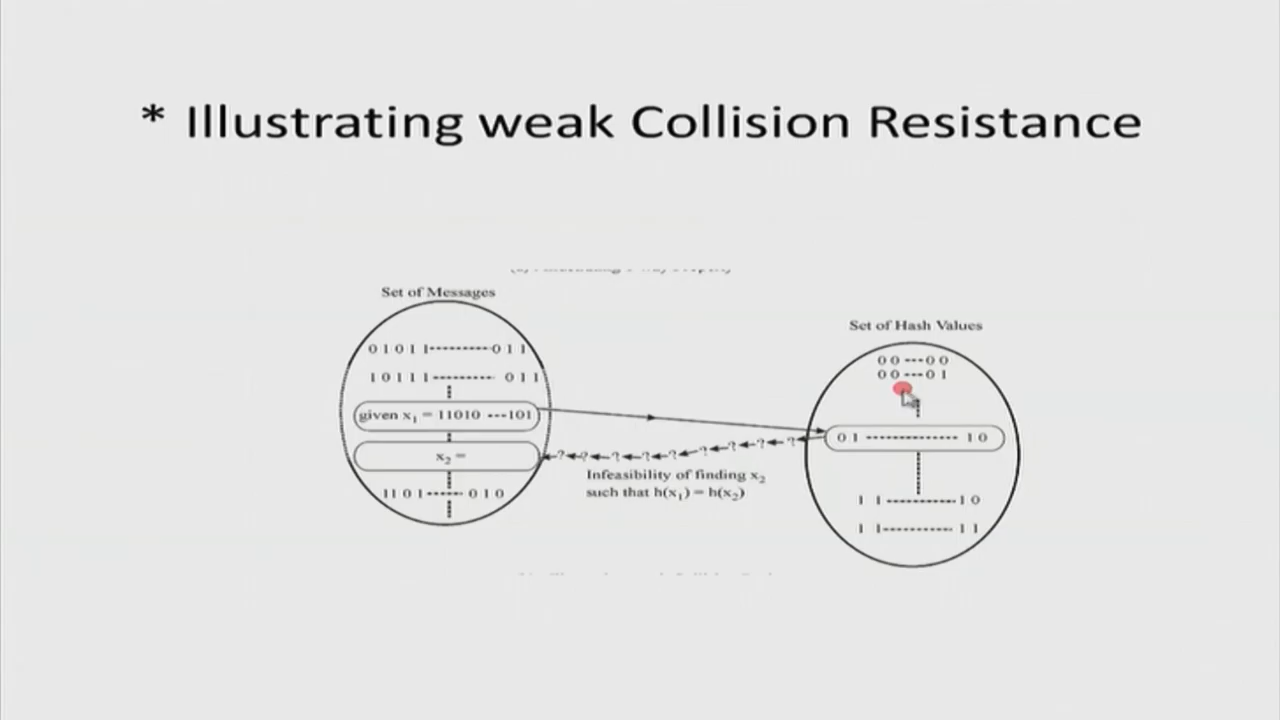 * Illustrating weak Collision Resistance
Set of Messages
0 1 0 1 1---------0 1 1
1 0 1 1 1--------- 0 1 1
given x₁ = 11010 ---101
x₂ =
11 0 1------ 0 1 0
Infeasibility of finding x₂
such that h(x₁) = h(x₂)
Set of Hash Values
0 0 ---0 0
0 0 ---0 1
0 1 -------------- 1 0
1 1-----------1 0
1 1----------- 1 1